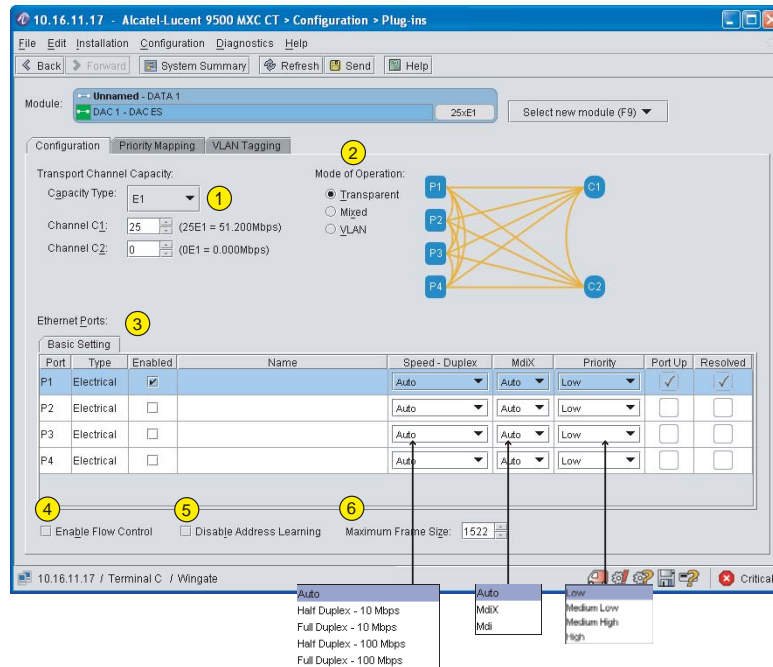 10.16.11.17 - Alcatel-Lucent 9500 MXC CT > Configuration > Plug-ins
File Edit Installation Configuration Diagnostics Help
Back Forward System Summary Refresh Send Help
Module:
Unnamed - DATA 1
DAC 1 - DAC ES 25xE1
Select new module (F9)
Configuration Priority Mapping VLAN Tagging
Transport Channel Capacity:
Capacity Type: E1 1
Channel C1: 25 (25E1 = 51.200Mbps)
Channel C2: 0 (0E1 = 0.000Mbps)
2
Mode of Operation:
Transparent
Mixed
VLAN
P1 C1
P2
P3
P4 C2
Ethernet Ports: 3
Basic Setting
Port Type Enabled Name Speed - Duplex MdiX Priority Port Up Resolved
P1 Electrical Auto Auto Low
P2 Electrical Auto Auto Low
P3 Electrical Auto Auto Low
P4 Electrical Auto Auto Low
4 5 6
Enable Flow Control Disable Address Learning Maximum Frame Size: 1522
10.16.11.17 / Terminal C / Wingate Critical
Auto
Half Duplex - 10 Mbps
Full Duplex - 10 Mbps
Half Duplex - 100 Mbps
Full Duplex - 100 Mbps
Auto
MdiX
Mdi
Low
Medium Low
Medium High
High